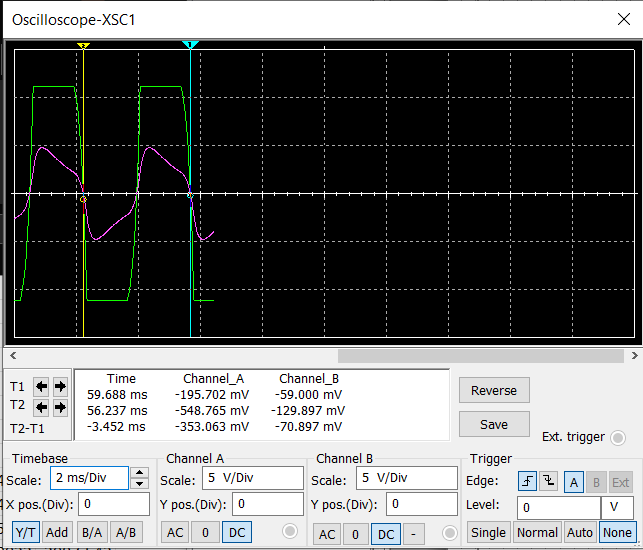 Oscilloscope-XSC1
2
1
Time Channel_A Channel_B
T1 59.688 ms -195.702 mV -59.000 mV
T2 56.237 ms -548.765 mV -129.897 mV
T2-T1 -3.452 ms -353.063 mV -70.897 mV
Reverse
Save
Ext. trigger
Timebase Channel A Channel B Trigger
Scale: 2 ms/Div Scale: 5 V/Div Scale: 5 V/Div Edge: A B Ext
X pos.(Div): 0 Y pos.(Div): 0 Y pos.(Div): 0 Level: 0 V
Y/T Add B/A A/B AC 0 DC AC 0 DC - Single Normal Auto None